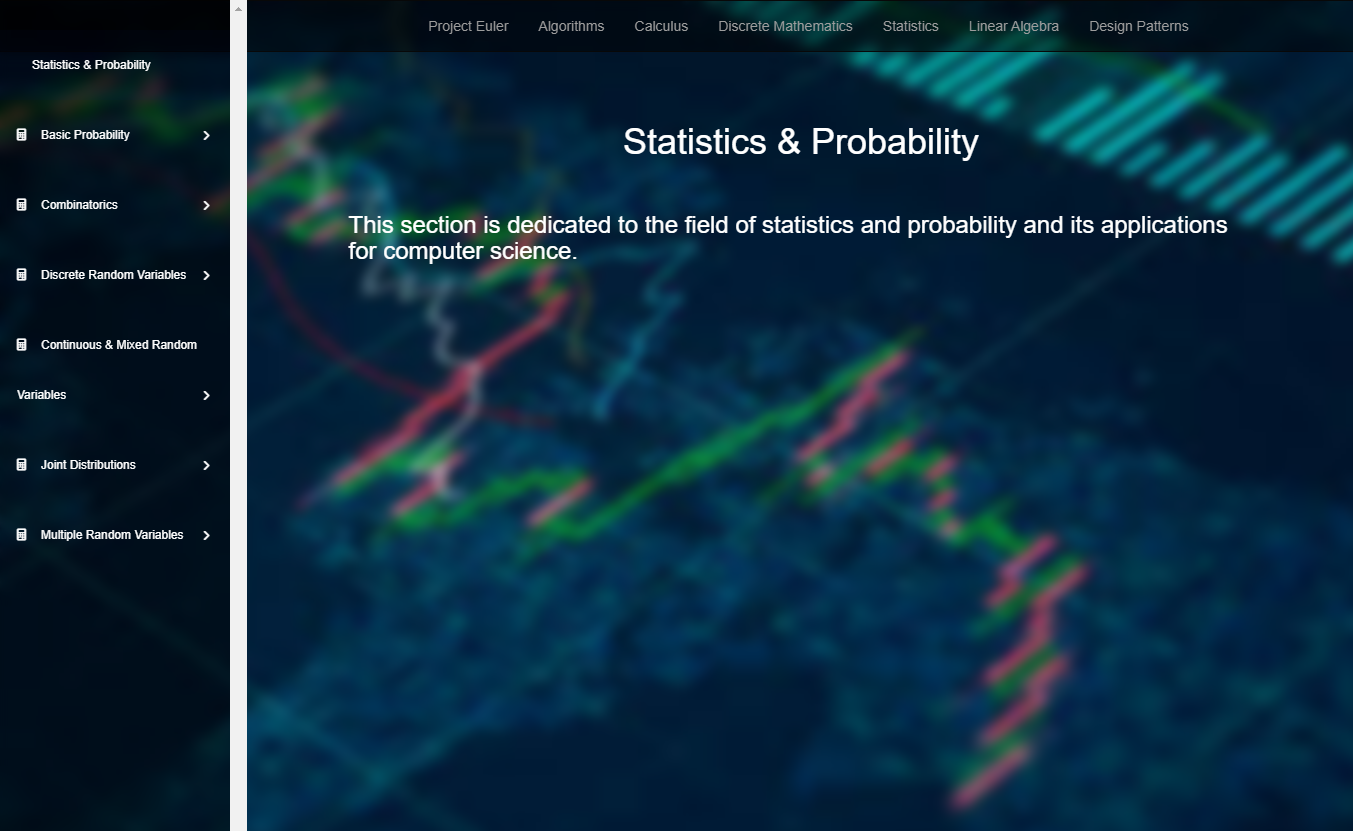 Project Euler Algorithms Calculus Discrete Mathematics Statistics Linear Algebra Design Patterns
Statistics & Probability
Basic Probability
Combinatorics
Discrete Random Variables
Continuous & Mixed Random
Variables
Joint Distributions
Multiple Random Variables
Statistics & Probability
This section is dedicated to the field of statistics and probability and its applications
for computer science.